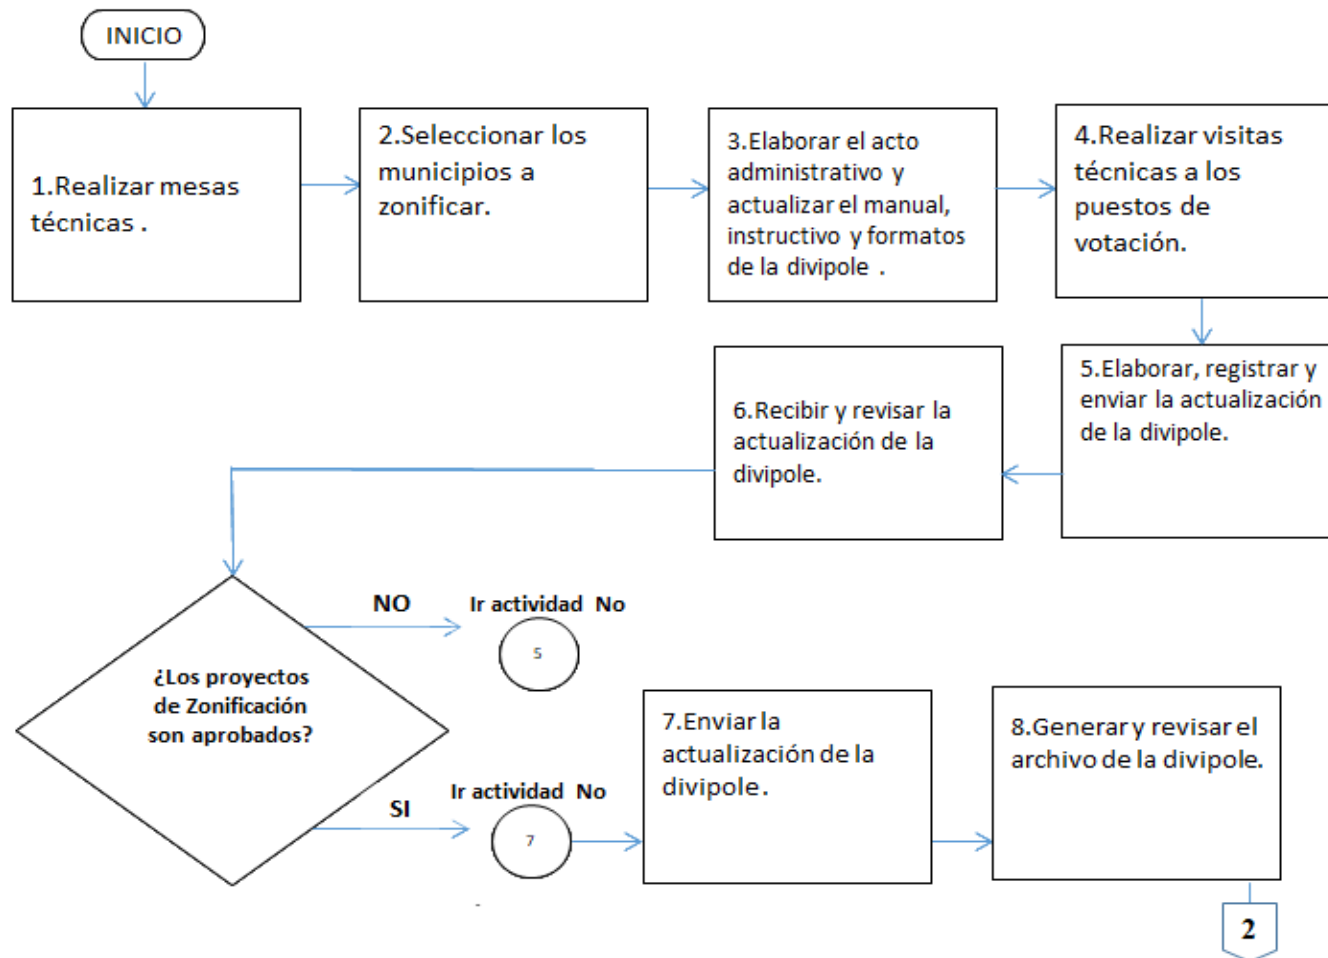 INICIO
1.Realizar mesas
técnicas .
2.Seleccionar los
municipios a
zonificar.
3.Elaborar el acto
administrativo y
actualizar el manual,
instructivo y formatos
de la divipole .
4.Realizar visitas
técnicas a los
puestos de
votación.
5.Elaborar, registrar y
enviar la actualización
de la divipole.
6.Recibir y revisar la
actualización de la
divipole.
¿Los proyectos
de Zonificación
son aprobados?
NO
Ir actividad No
5
SI
Ir actividad No
7
7.Enviar la
actualización de la
divipole .
8.Generar y revisar el
archivo de la divipole.
2